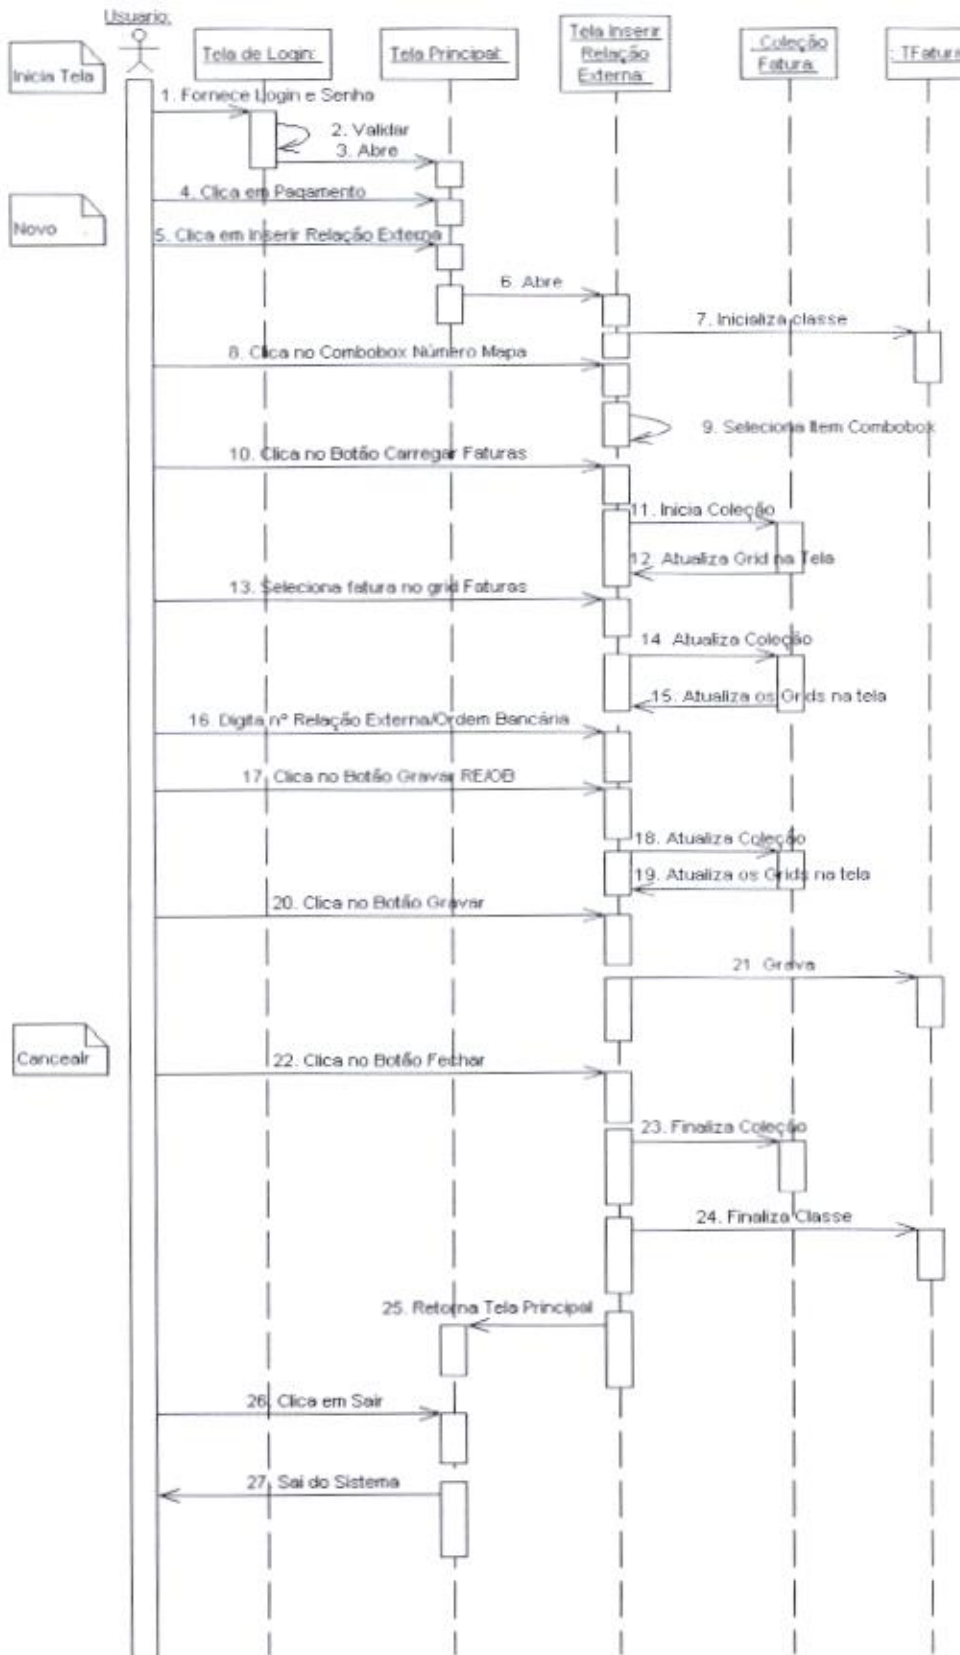 Usuario:
Tela de Login:
Tela Principal:
Tela Inserir
Relação
Externa:
: Coleção
Fatura:
: TFatura
Inicia Tela
1. Fornece Login e Senha
2. Validar
3. Abre
4. Clica em Pagamento
Novo
5. Clica em Inserir Relação Externa
6. Abre
7. Inicializa classe
8. Clica no Combobox Número Mapa
9. Seleciona Item Combobox
10. Clica no Botão Carregar Faturas
11. Inicia Coleção
12. Atualiza Grid na Tela
13. Seleciona fatura no grid Faturas
14. Atualiza Coleção
15. Atualiza os Grids na tela
16. Digita nº Relação Externa/Ordem Bancária
17. Clica no Botão Gravar RE/OB
18. Atualiza Coleção
19. Atualiza os Grids na tela
20. Clica no Botão Gravar
21. Grava
Cancealr
22. Clica no Botão Fechar
23. Finaliza Coleção
24. Finaliza Classe
25. Retorna Tela Principal
26. Clica em Sair
27. Sai do Sistema